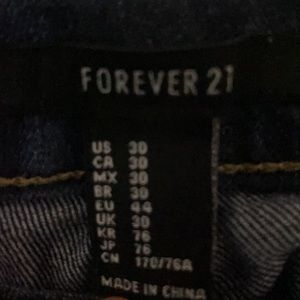 FOREVER 21
US 30
CA 30
MX 30
BR 39
EU 44
UK 30
KR 76
JP 76
CN 170/76A
MADE IN CHINA